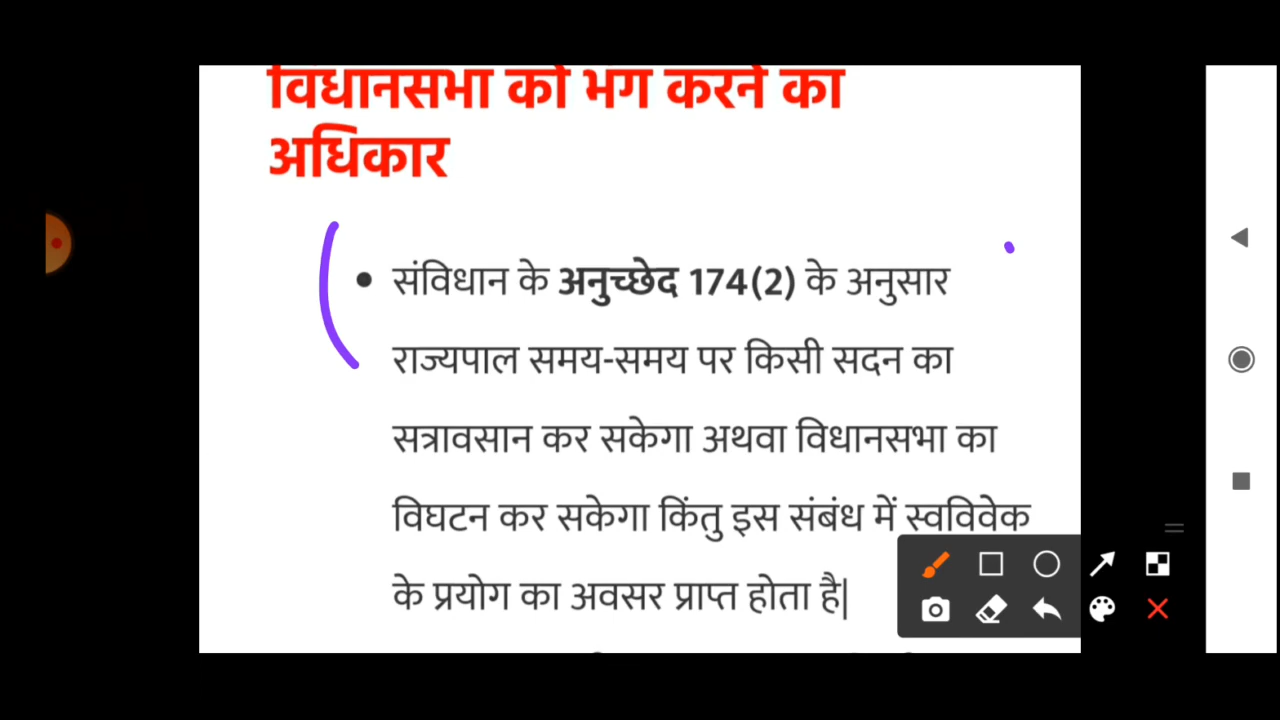 विधानसभा को भंग करने का
अधिकार
संविधान के अनुच्छेद 174(2) के अनुसार
राज्यपाल समय-समय पर किसी सदन का
सत्रावसान कर सकेगा अथवा विधानसभा का
विघटन कर सकेगा किंतु इस संबंध में स्वविवेक
के प्रयोग का अवसर प्राप्त होता है|